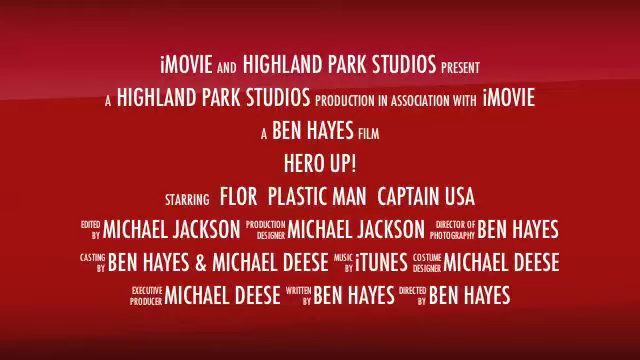 iMOVIE AND HIGHLAND PARK STUDIOS PRESENT
A HIGHLAND PARK STUDIOS PRODUCTION IN ASSOCIATION WITH iMOVIE
A BEN HAYES FILM
HERO UP!
STARRING FLOR PLASTIC MAN CAPTAIN USA
EDITED BY MICHAEL JACKSON PRODUCTION DESIGNER MICHAEL JACKSON DIRECTOR OF PHOTOGRAPHY BEN HAYES
CASTING BY BEN HAYES & MICHAEL DEESE MUSIC BY iTUNES COSTUME DESIGNER MICHAEL DEESE
EXECUTIVE PRODUCER MICHAEL DEESE WRITTEN BY BEN HAYES DIRECTED BY BEN HAYES